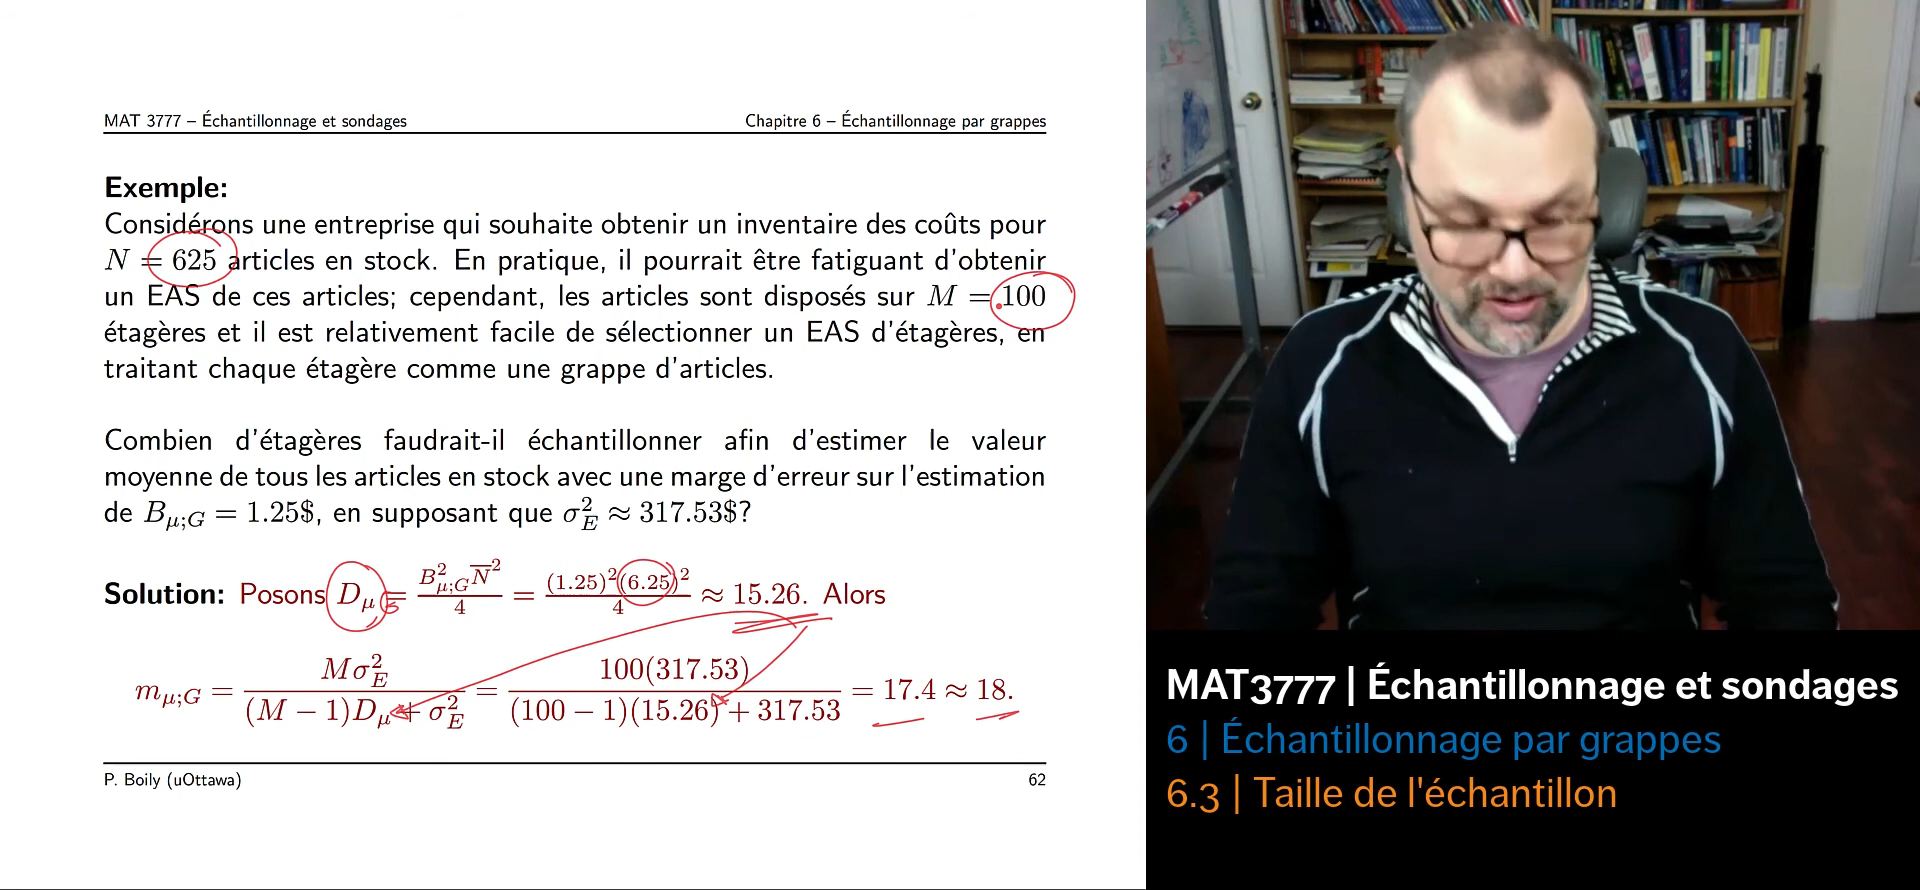 MAT 3777 – Échantillonnage et sondages
Chapitre 6 – Échantillonnage par grappes
Exemple:
Considérons une entreprise qui souhaite obtenir un inventaire des coûts pour
N = 625 articles en stock. En pratique, il pourrait être fatiguant d'obtenir
un EAS de ces articles; cependant, les articles sont disposés sur M = 100
étagères et il est relativement facile de sélectionner un EAS d'étagères, en
traitant chaque étagère comme une grappe d'articles.
Combien d'étagères faudrait-il échantillonner afin d'estimer le valeur
moyenne de tous les articles en stock avec une marge d'erreur sur l'estimation
de B_{μ;G} = 1.25$, en supposant que σ_E^2 ≈ 317.53$?
Solution: Posons D_μ = \frac{B_{μ;G}^2 \overline{N}^2}{4} = \frac{(1.25)^2(6.25)^2}{4} ≈ 15.26. Alors
m_{μ;G} = \frac{Mσ_E^2}{(M − 1)D_μ + σ_E^2} = \frac{100(317.53)}{(100 − 1)(15.26) + 317.53} = 17.4 ≈ 18.
P. Boily (uOttawa)
62
MAT3777 | Échantillonnage et sondages
6 | Échantillonnage par grappes
6.3 | Taille de l'échantillon